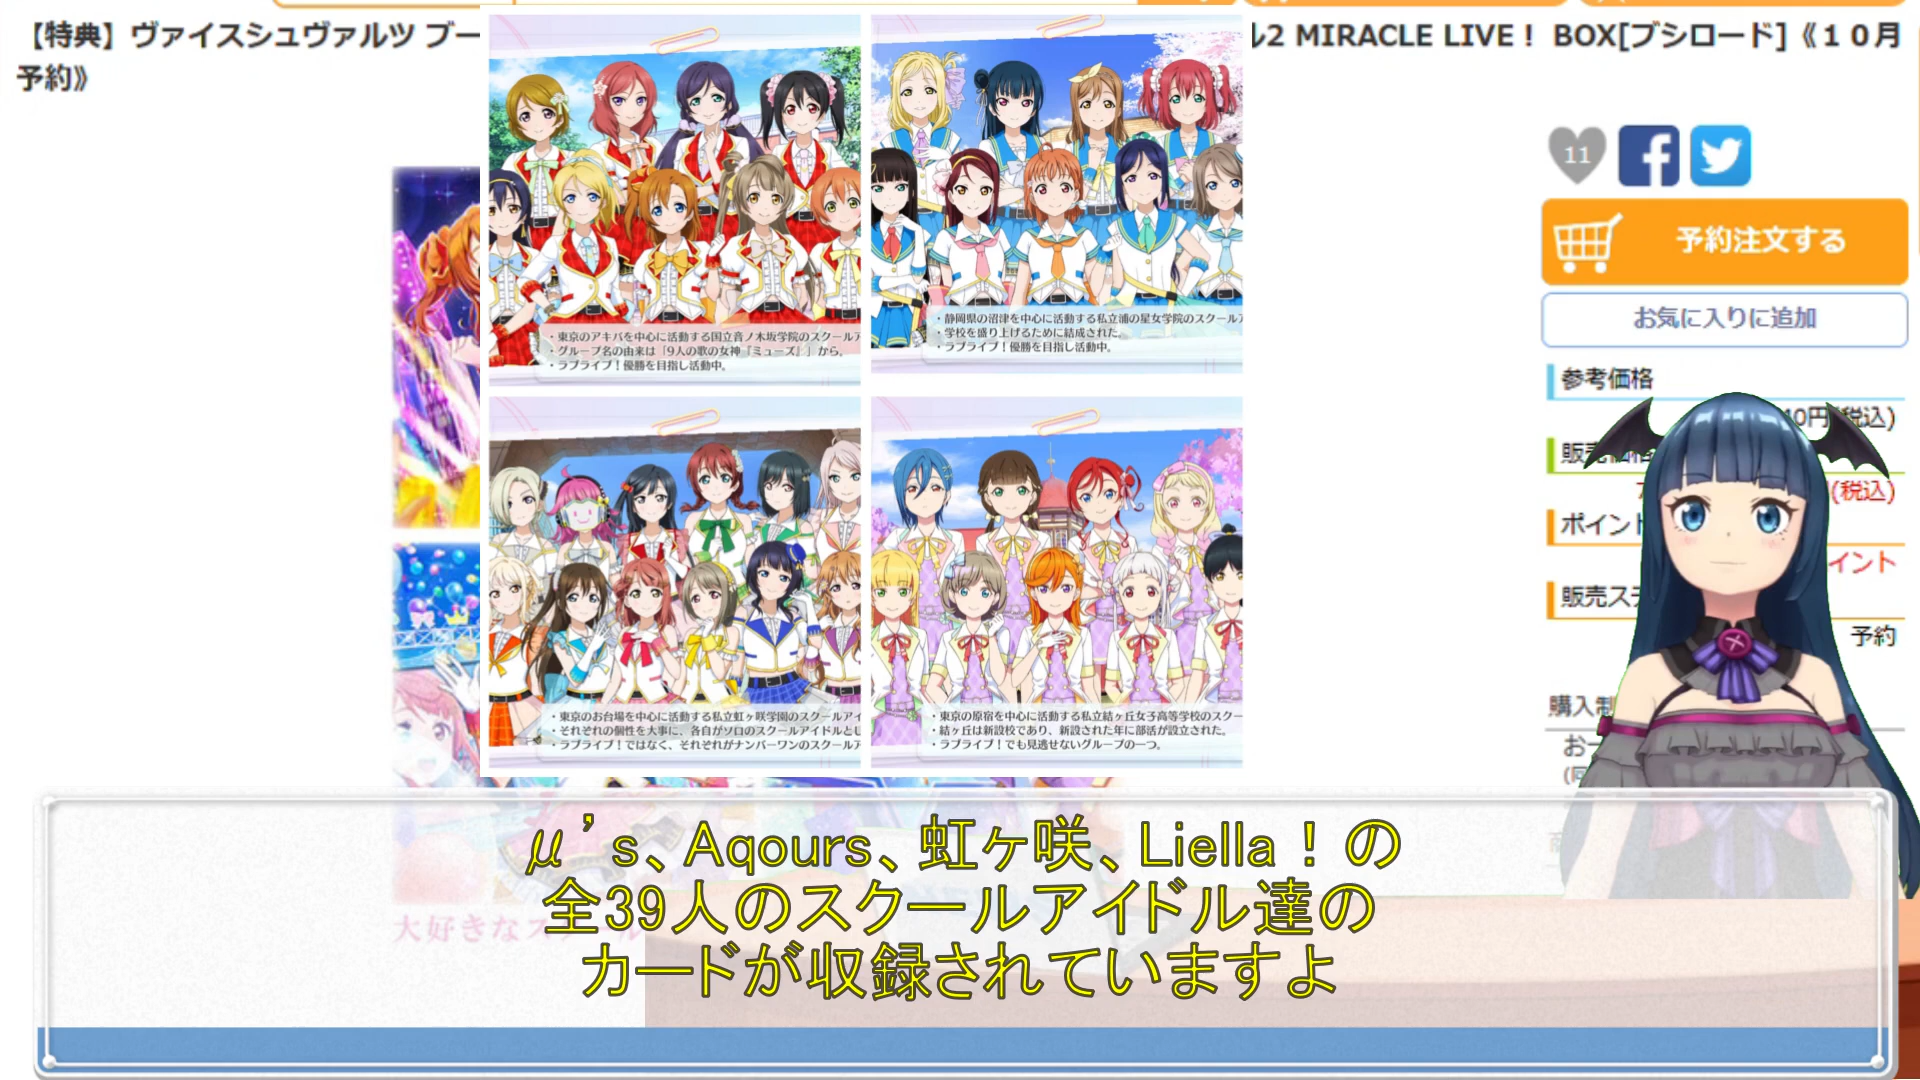 【特典】ヴァイスシュヴァルツ ブー
ル2 MIRACLE LIVE！ BOX[ブシロード]《１０月
予約》
11
予約注文する
お気に入りに追加
参考価格
0円(税込)
販売価格
(税込)
ポイント
イント
販売ステ
予約
購入制
・東京のアキバを中心に活動する国立音ノ木坂学院のスクール
・グループ名の由来は「9人の歌の女神『ミューズ』」から。
・ラブライブ！優勝を目指し活動中。
・静岡県の沼津を中心に活動する私立浦の星女学院のスクール
・学校を盛り上げるために結成された。
・ラブライブ！優勝を目指し活動中。
・東京のお台場を中心に活動する私立虹ヶ咲学園のスクールアイ
・それぞれの個性を大事に、各自がソロのスクールアイドルとし
・ラブライブ！ではなく、それぞれがナンバーワンのスクール
・東京の原宿を中心に活動する私立結ヶ丘女子高等学校のスクー
・結ヶ丘は新設校であり、新設された年に部活が設立された。
・ラブライブ！でも見逃せないグループの一つ。
μ's、Aqours、虹ヶ咲、Liella！の
全39人のスクールアイドル達の
カードが収録されていますよ
大好きなスクール